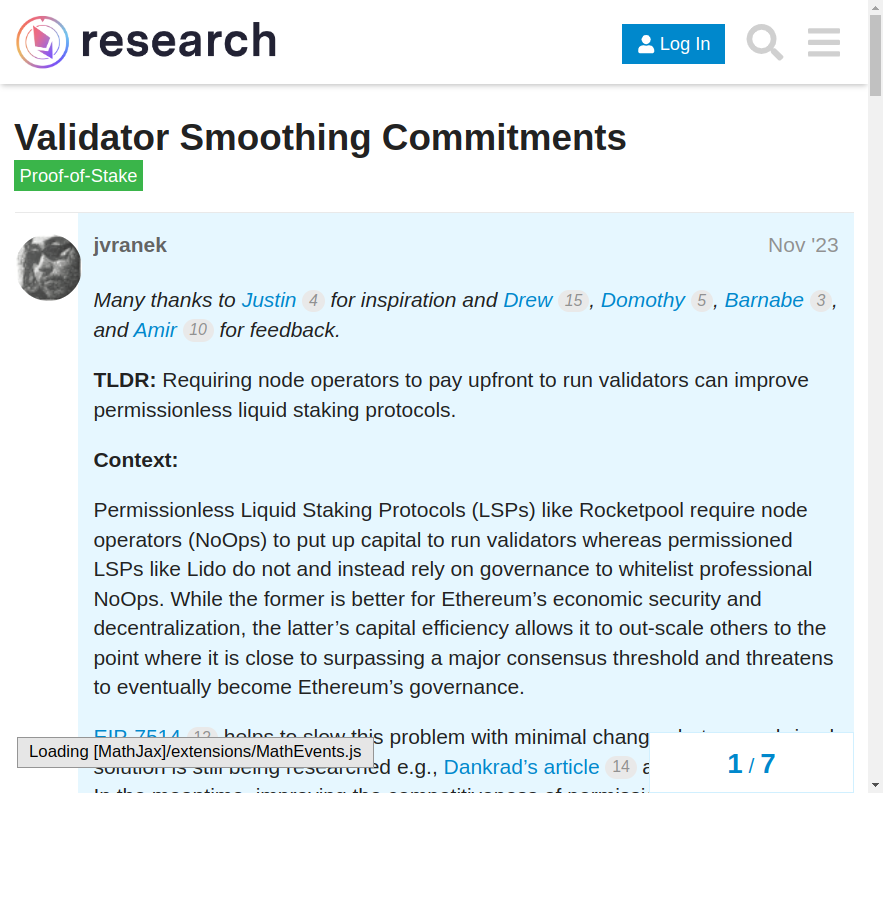 research
Log In
Validator Smoothing Commitments
Proof-of-Stake
jvranek
Nov '23
Many thanks to Justin 4 for inspiration and Drew 15 , Domothy 5 , Barnabe 3 ,
and Amir 10 for feedback.
TLDR: Requiring node operators to pay upfront to run validators can improve
permissionless liquid staking protocols.
Context:
Permissionless Liquid Staking Protocols (LSPs) like Rocketpool require node
operators (NoOps) to put up capital to run validators whereas permissioned
LSPs like Lido do not and instead rely on governance to whitelist professional
NoOps. While the former is better for Ethereum’s economic security and
decentralization, the latter’s capital efficiency allows it to out-scale others to the
point where it is close to surpassing a major consensus threshold and threatens
to eventually become Ethereum’s governance.
EIP-7514 12 helps to slow this problem with minimal
solution is still being researched e.g., Dankrad’s article 14
In the meantime, improving the competitiveness of
Loading [MathJax]/extensions/MathEvents.js
1 / 7